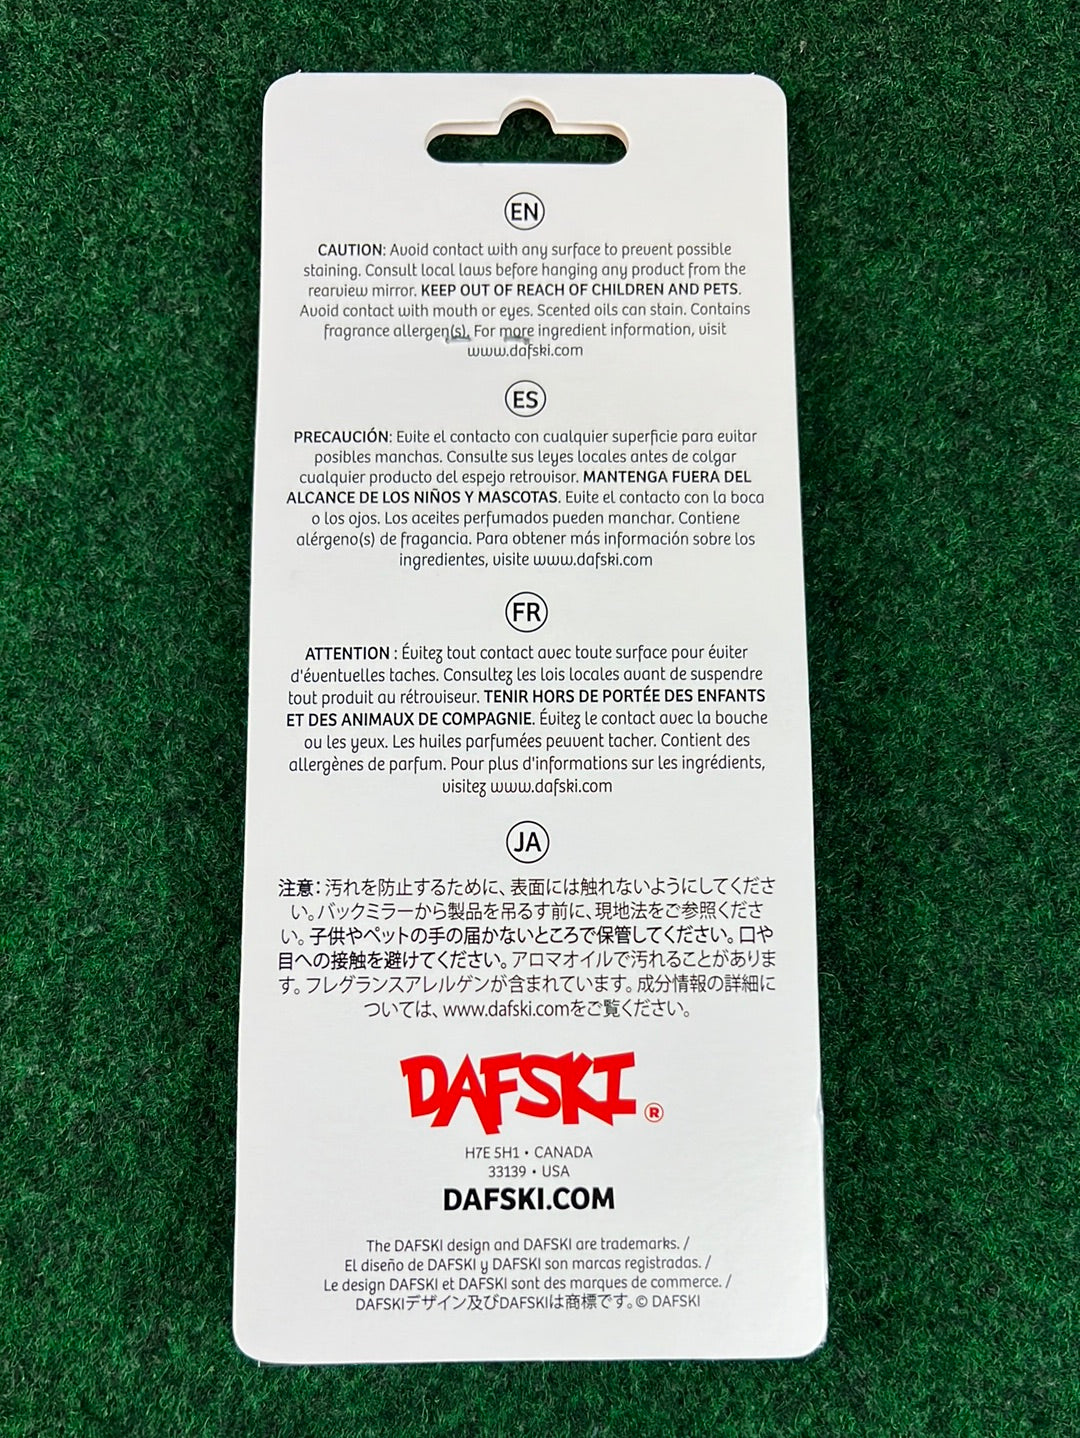 EN
CAUTION: Avoid contact with any surface to prevent possible
staining. Consult local laws before hanging any product from the
rearview mirror. KEEP OUT OF REACH OF CHILDREN AND PETS.
Avoid contact with mouth or eyes. Scented oils can stain. Contains
fragrance allergen(s). For more ingredient information, visit
www.dafski.com
ES
PRECAUCIÓN: Evite el contacto con cualquier superficie para evitar
posibles manchas. Consulte sus leyes locales antes de colgar
cualquier producto del espejo retrovisor. MANTENGA FUERA DEL
ALCANCE DE LOS NIÑOS Y MASCOTAS. Evite el contacto con la boca
o los ojos. Los aceites perfumados pueden manchar. Contiene
alérgeno(s) de fragancia. Para obtener más información sobre los
ingredientes, visite www.dafski.com
FR
ATTENTION : Évitez tout contact avec toute surface pour éviter
d'éventuelles taches. Consultez les lois locales avant de suspendre
tout produit au rétroviseur. TENIR HORS DE PORTÉE DES ENFANTS
ET DES ANIMAUX DE COMPAGNIE. Évitez le contact avec la bouche
ou les yeux. Les huiles parfumées peuvent tacher. Contient des
allergènes de parfum. Pour plus d'informations sur les ingrédients,
visitez www.dafski.com
JA
注意：汚れを防止するために、表面には触れないようにしてくださ
い。バックミラーから製品を吊るす前に、現地法をご参照くださ
い。子供やペットの手の届かないところで保管してください。口や
目への接触を避けてください。アロマオイルで汚れることがありま
す。フレグランスアレルゲンが含まれています。成分情報の詳細に
ついては、www.dafski.comをご覧ください。
DAFSKI ®
H7E 5H1 • CANADA
33139 • USA
DAFSKI.COM
The DAFSKI design and DAFSKI are trademarks. /
El diseño de DAFSKI y DAFSKI son marcas registradas. /
Le design DAFSKI et DAFSKI sont des marques de commerce. /
DAFSKIデザイン及びDAFSKIは商標です。© DAFSKI